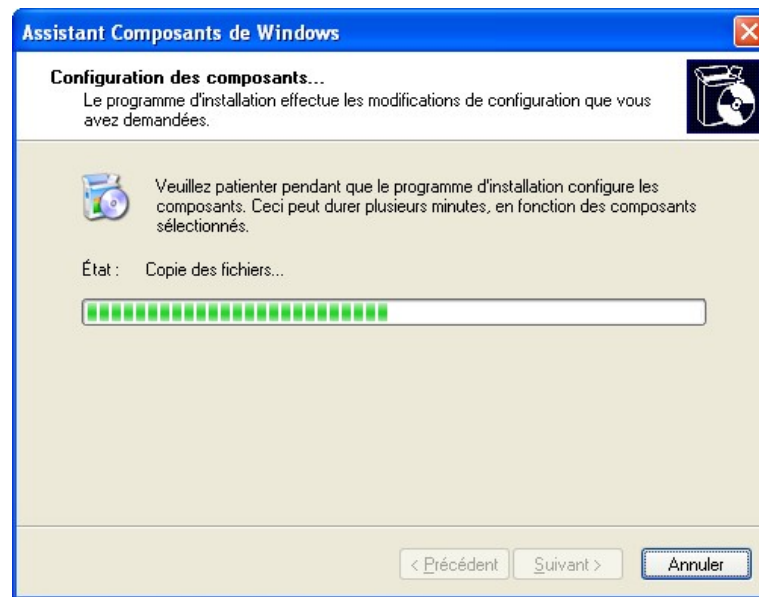 Assistant Composants de Windows
Configuration des composants...
Le programme d'installation effectue les modifications de configuration que vous
avez demandées.
Veuillez patienter pendant que le programme d'installation configure les
composants. Ceci peut durer plusieurs minutes, en fonction des composants
sélectionnés.
État : Copie des fichiers...
< Précédent Suivant > Annuler